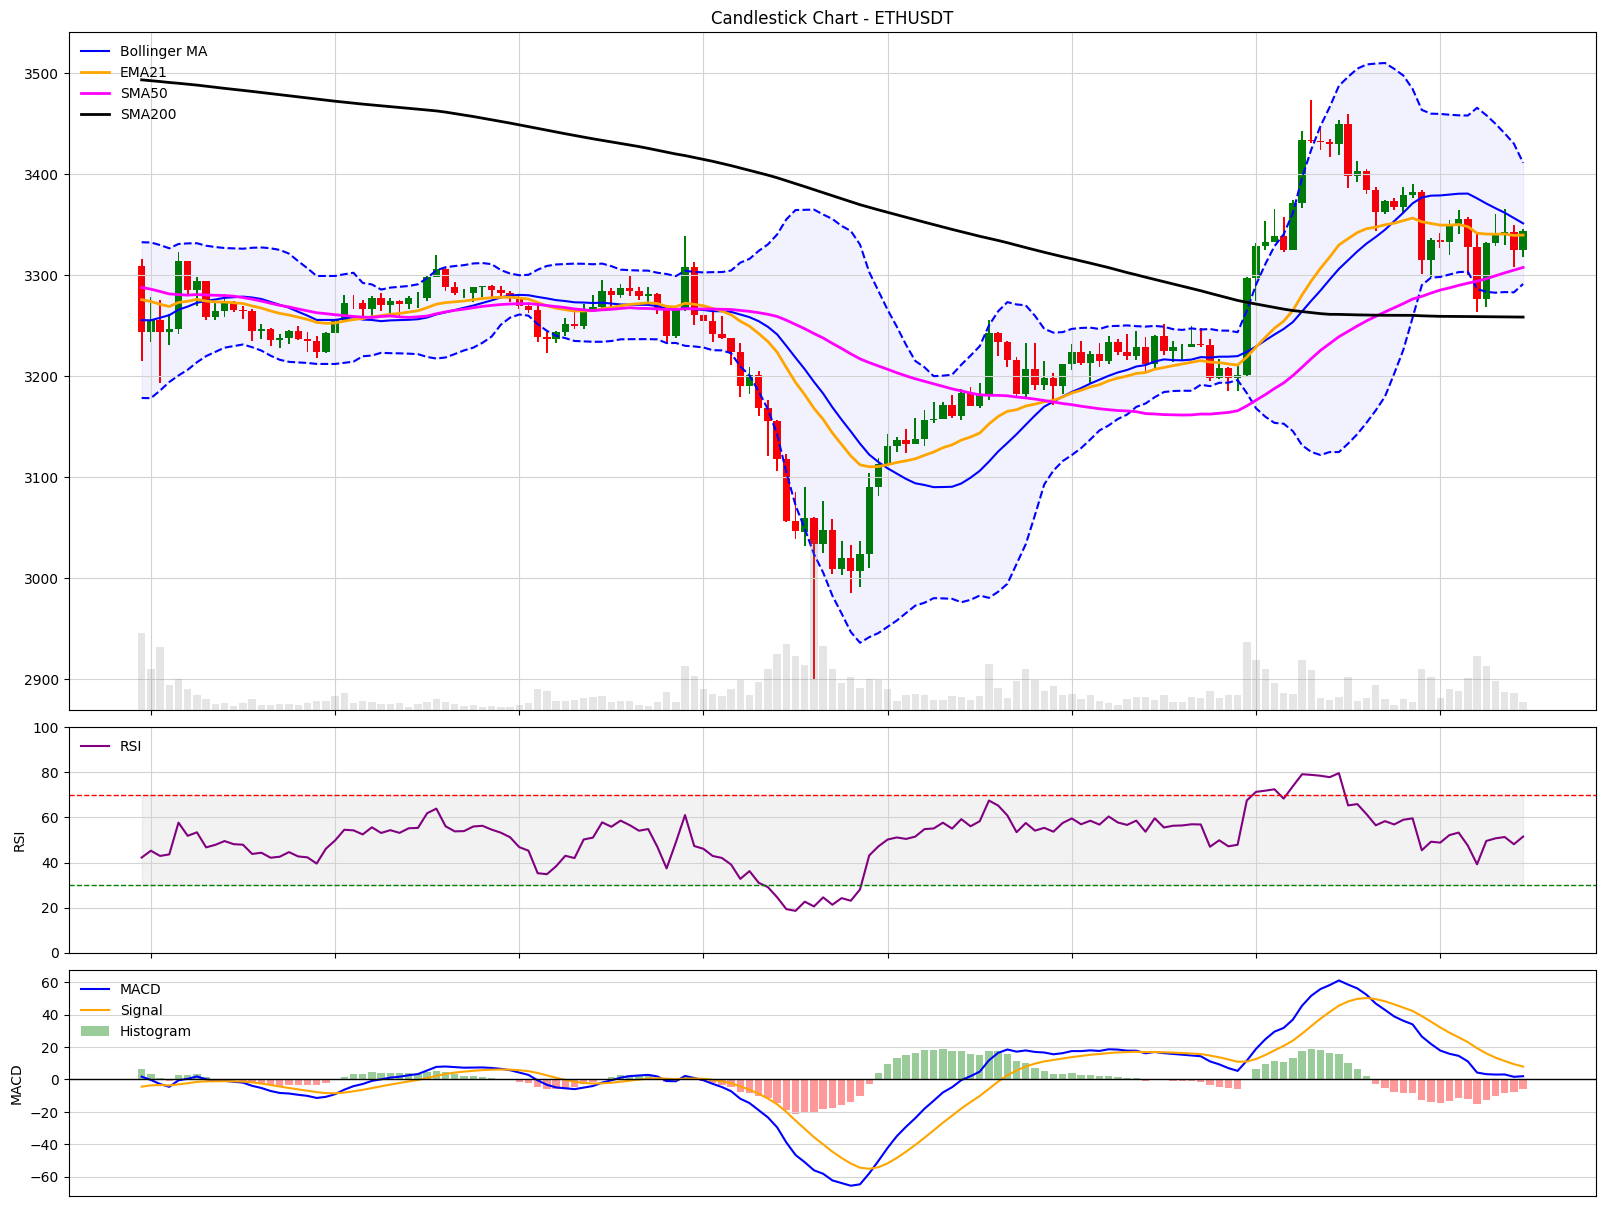 Candlestick Chart - ETHUSDT
Bollinger MA
EMA21
SMA50
SMA200
3500
3400
3300
3200
3100
3000
2900
RSI
RSI
100
80
60
40
20
0
MACD
Signal
Histogram
MACD
60
40
20
0
−20
−40
−60